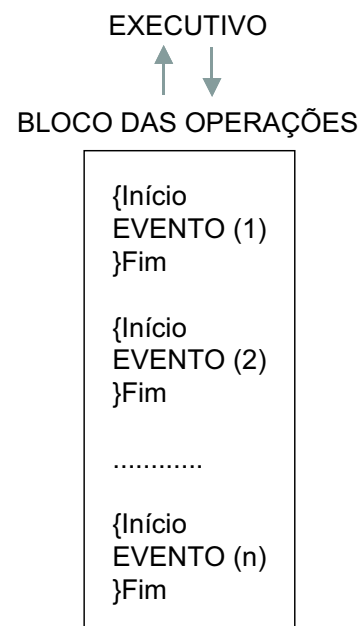 EXECUTIVO
BLOCO DAS OPERAÇÕES
{Início
EVENTO (1)
}Fim
{Início
EVENTO (2)
}Fim
............
{Início
EVENTO (n)
}Fim